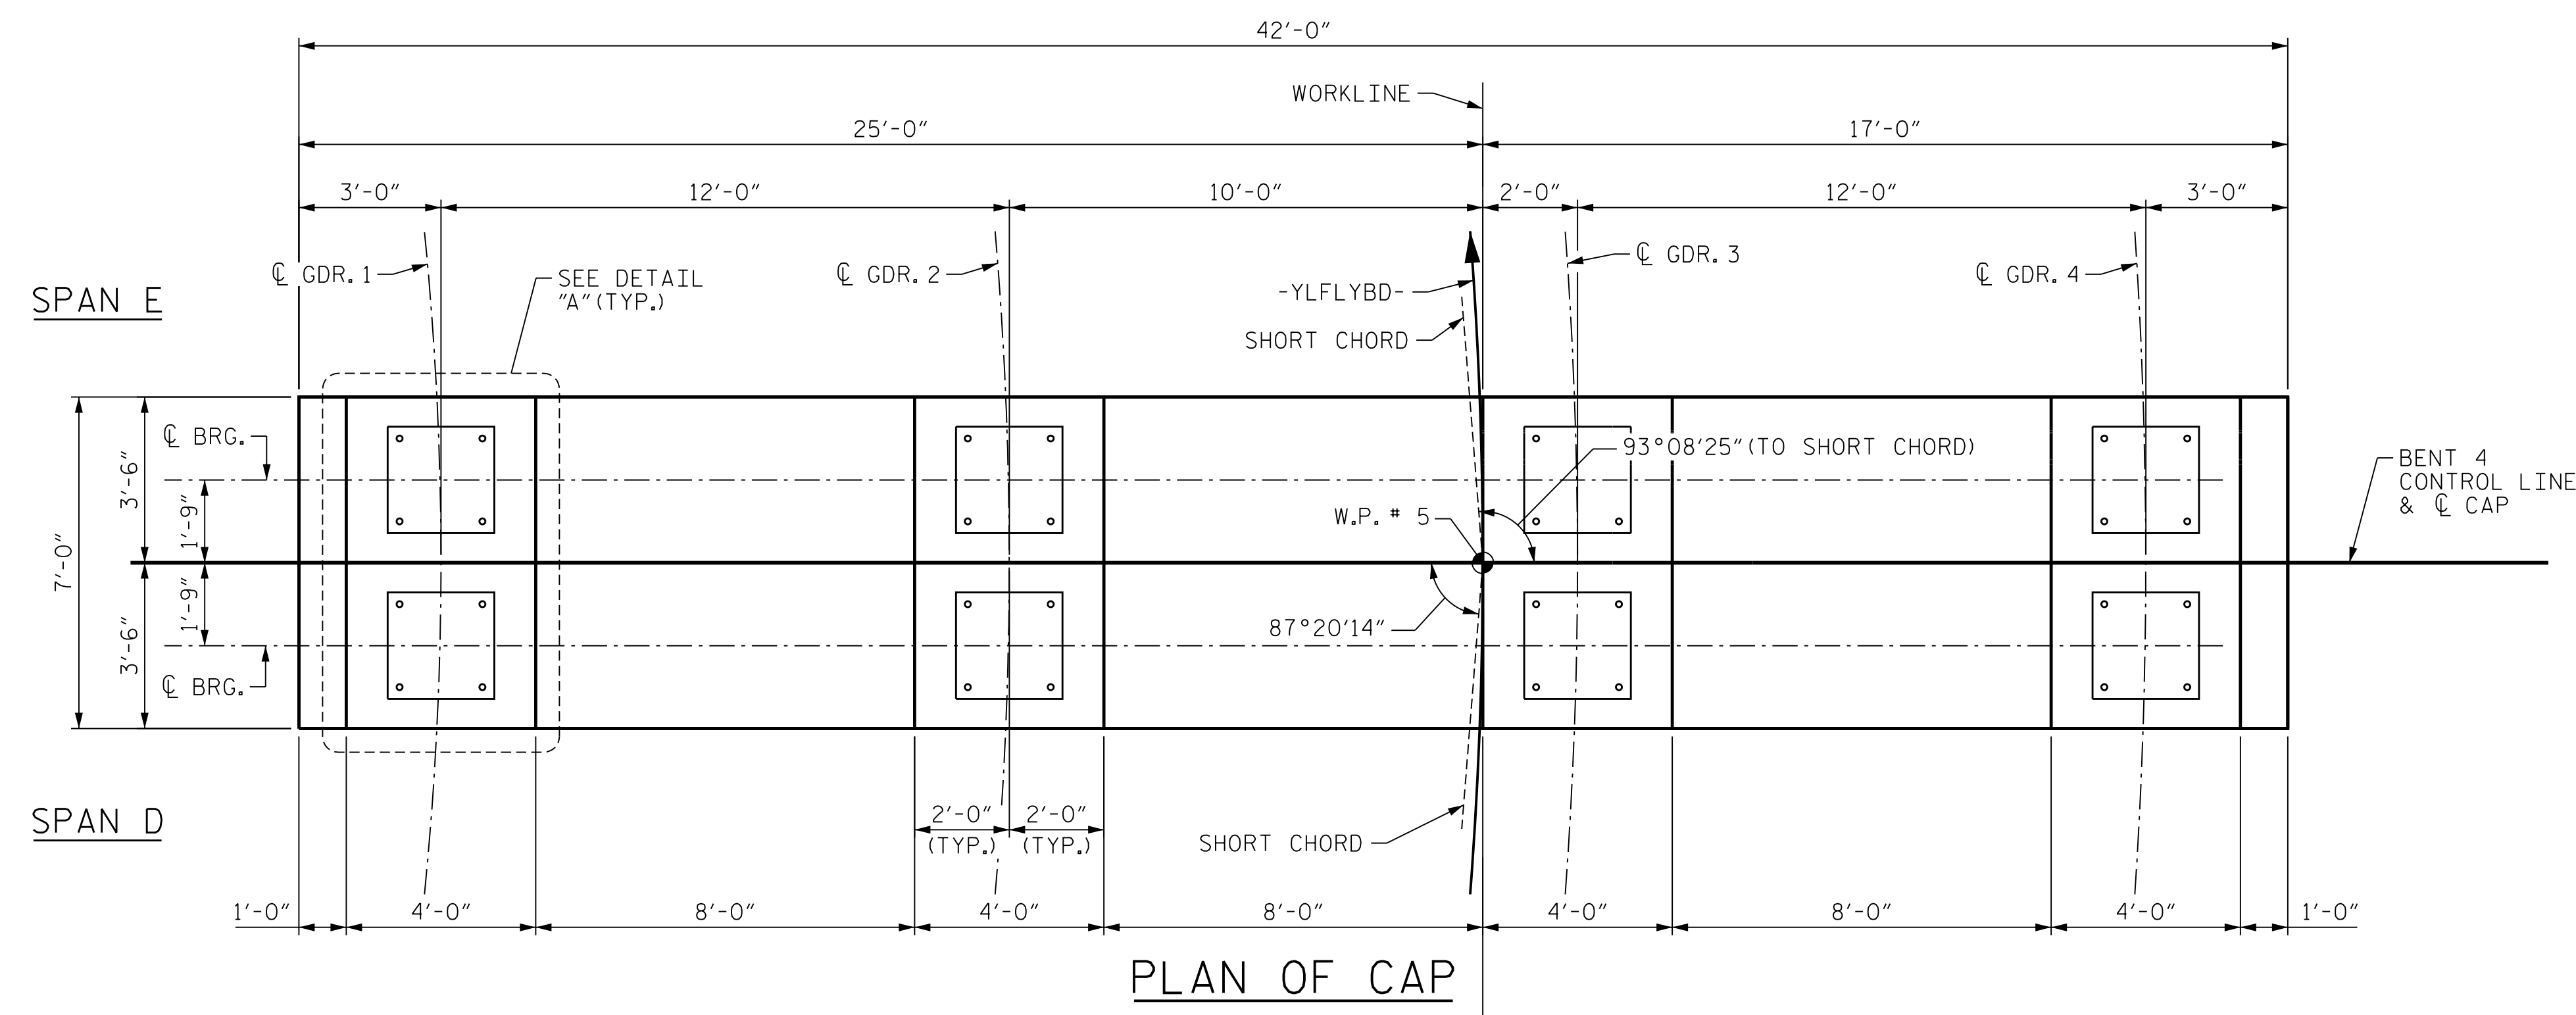 42'-0"
WORKLINE
25'-0"
17'-0"
3'-0"
12'-0"
10'-0"
2'-0"
12'-0"
3'-0"
℄ GDR. 1
SEE DETAIL
"A" (TYP.)
℄ GDR. 2
-YLFLYBD-
SHORT CHORD
℄ GDR. 3
℄ GDR. 4
SPAN E
℄ BRG.
3'-6"
1'-9"
7'-0"
93°08'25" (TO SHORT CHORD)
W.P. # 5
BENT 4
CONTROL LINE
& ℄ CAP
1'-9"
3'-6"
℄ BRG.
87°20'14"
SPAN D
2'-0"
(TYP.)
2'-0"
(TYP.)
SHORT CHORD
1'-0"
4'-0"
8'-0"
4'-0"
8'-0"
4'-0"
8'-0"
4'-0"
1'-0"
PLAN OF CAP